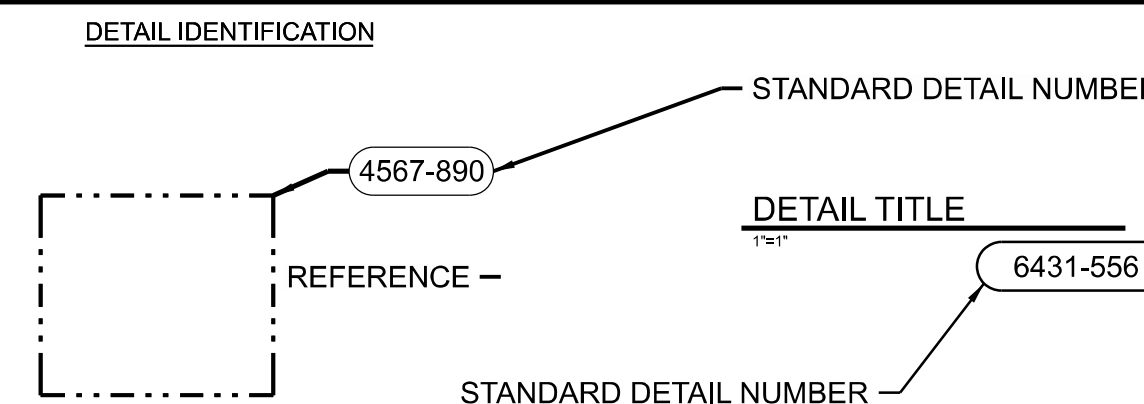 DETAIL IDENTIFICATION
STANDARD DETAIL NUMBER
4567-890
DETAIL TITLE
1"=1"
REFERENCE
6431-556
STANDARD DETAIL NUMBER